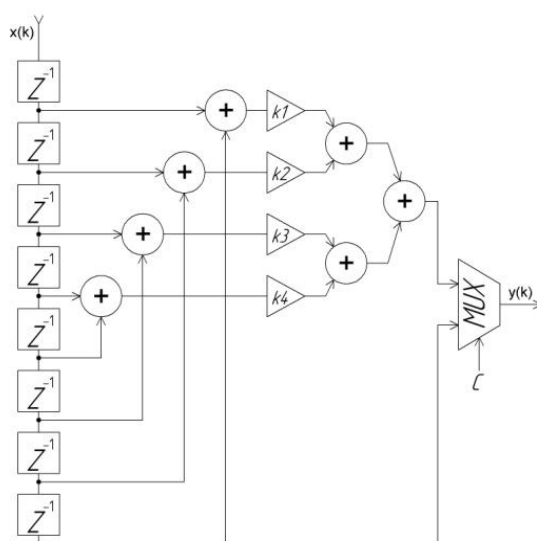 x(k)
Z⁻¹
Z⁻¹
Z⁻¹
Z⁻¹
Z⁻¹
Z⁻¹
Z⁻¹
Z⁻¹
+
k1
+
+
k2
+
+
k3
+
+
k4
MUX
y(k)
C